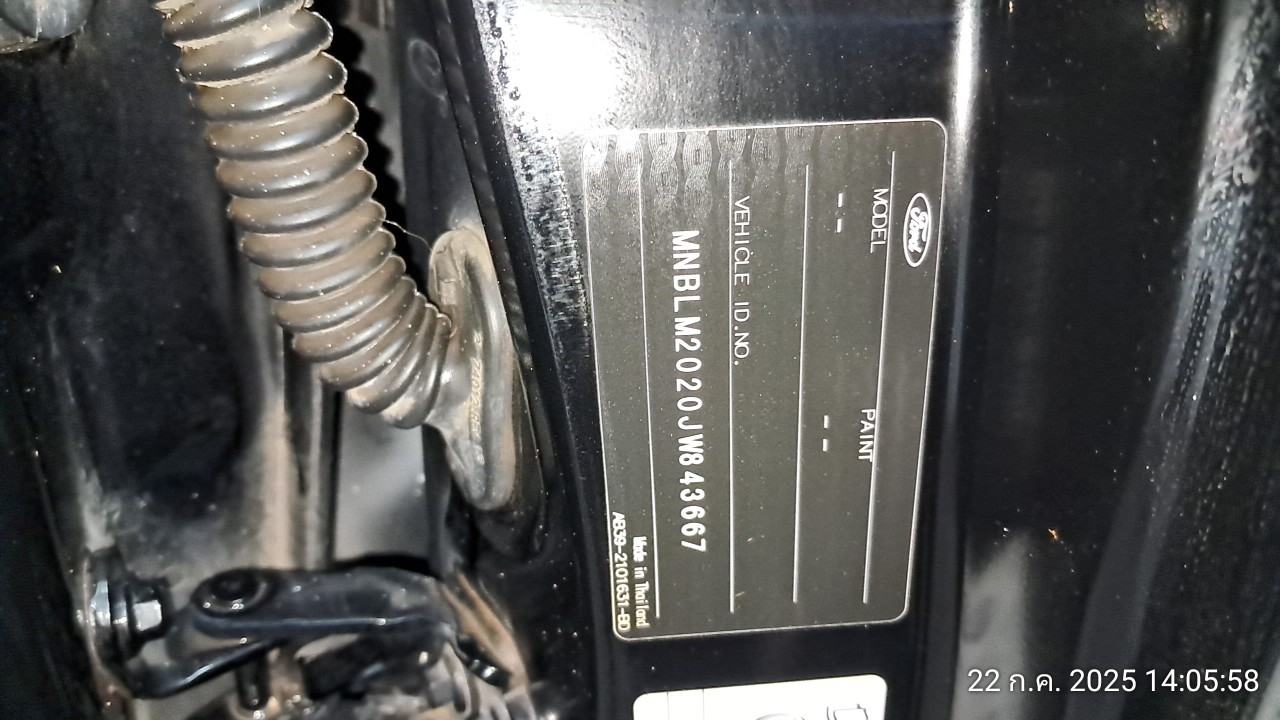 Ford
MODEL
PAINT
-- --
VEHICLE ID.NO.
MNBLM2020JW843667
Made in Thailand
AB39-2101631-BD
22 ก.ค. 2025 14:05:58